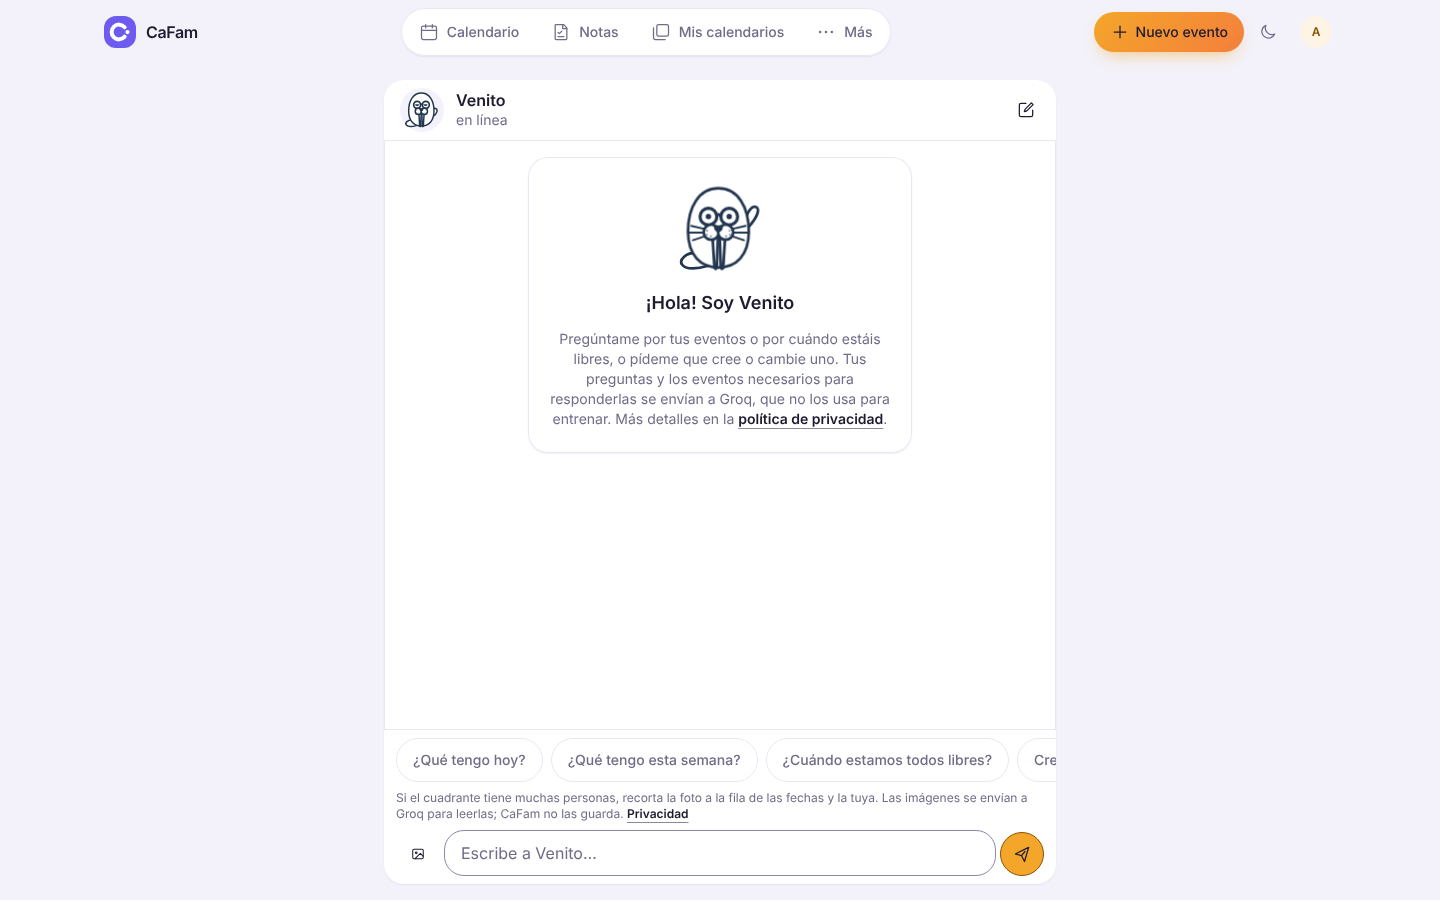 CaFam
Calendario
Notas
Mis calendarios
Más
Nuevo evento
A
Venito
en línea
¡Hola! Soy Venito
Pregúntame por tus eventos o por cuándo estáis
libres, o pídeme que cree o cambie uno. Tus
preguntas y los eventos necesarios para
responderlas se envían a Groq, que no los usa para
entrenar. Más detalles en la política de privacidad.
¿Qué tengo hoy?
¿Qué tengo esta semana?
¿Cuándo estamos todos libres?
Cre
Si el cuadrante tiene muchas personas, recorta la foto a la fila de las fechas y la tuya. Las imágenes se envían a
Groq para leerlas; CaFam no las guarda. Privacidad
Escribe a Venito...